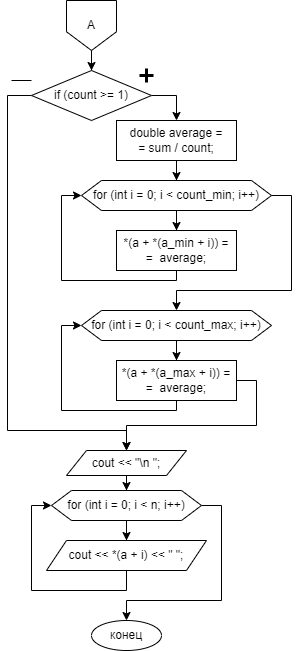 A
—
+
if (count >= 1)
double average =
= sum / count;
for (int i = 0; i < count_min; i++)
*(a + *(a_min + i)) =
= average;
for (int i = 0; i < count_max; i++)
*(a + *(a_max + i)) =
= average;
cout << "\n ";
for (int i = 0; i < n; i++)
cout << *(a + i) << " ";
конец